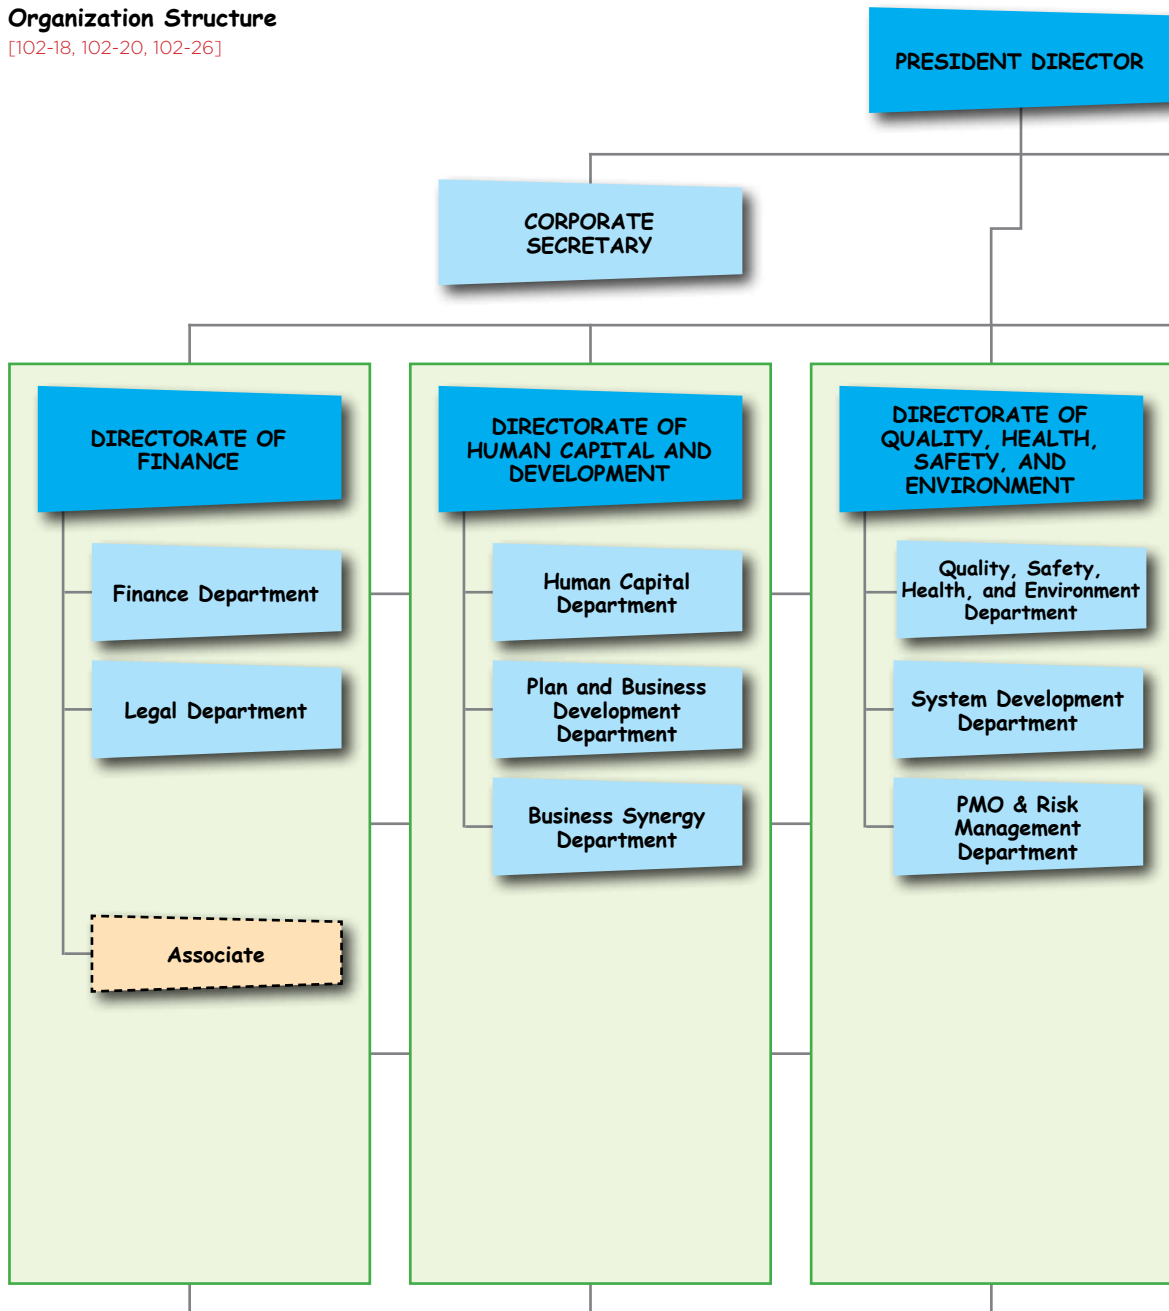 Organization Structure
[102-18, 102-20, 102-26]
PRESIDENT DIRECTOR
CORPORATE
SECRETARY
DIRECTORATE OF
FINANCE
Finance Department
Legal Department
Associate
DIRECTORATE OF
HUMAN CAPITAL AND
DEVELOPMENT
Human Capital
Department
Plan and Business
Development
Department
Business Synergy
Department
DIRECTORATE OF
QUALITY, HEALTH,
SAFETY, AND
ENVIRONMENT
Quality, Safety,
Health, and Environment
Department
System Development
Department
PMO & Risk
Management
Department